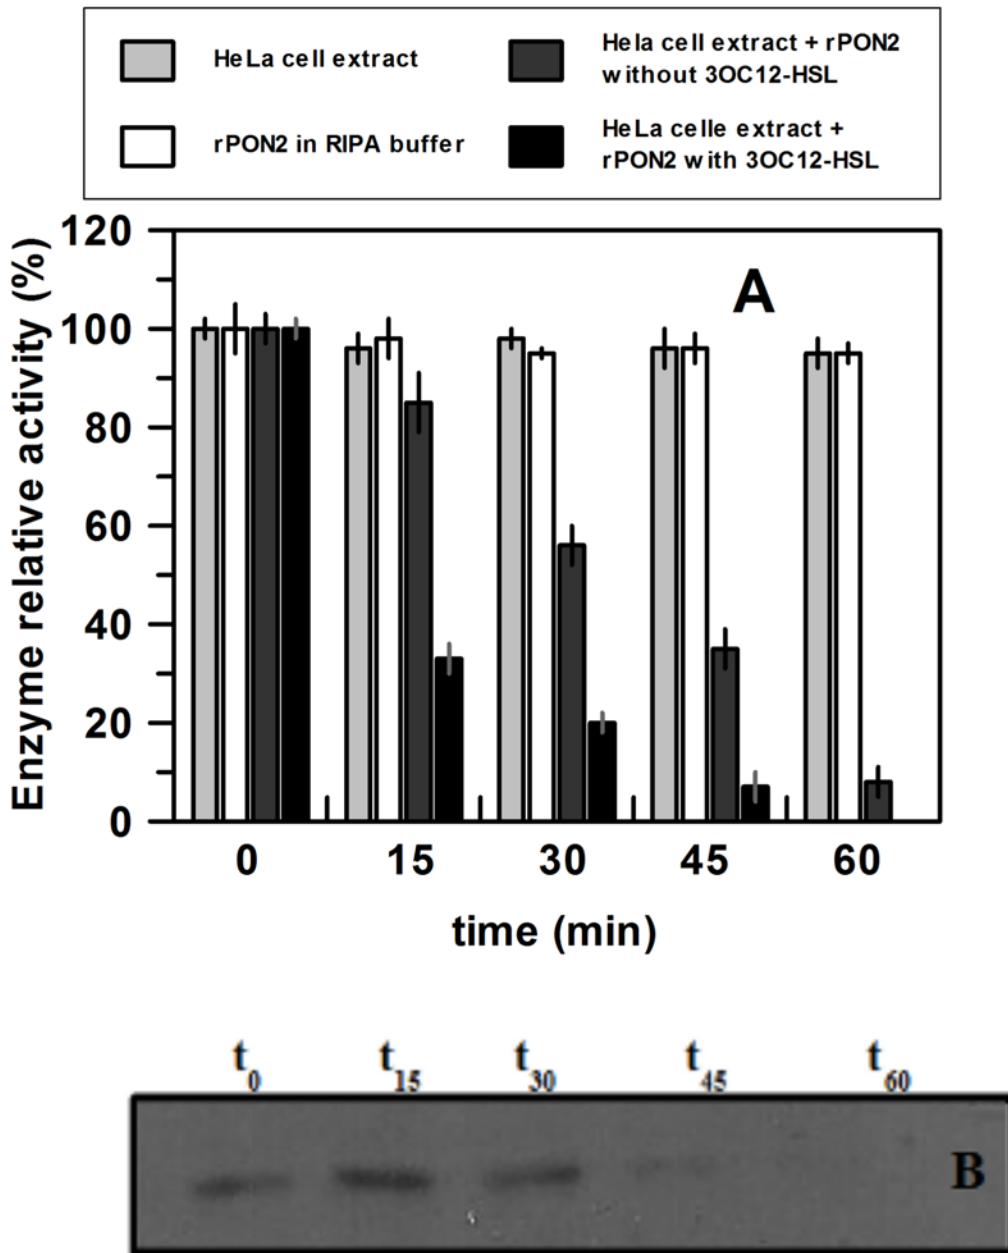 HeLa cell extract
rPON2 in RIPA buffer
Hela cell extract + rPON2
without 3OC12-HSL
HeLa celle extract +
rPON2 with 3OC12-HSL
Enzyme relative activity (%)
120
100
80
60
40
20
0
A
0 15 30 45 60
time (min)
t0 t15 t30 t45 t60
B